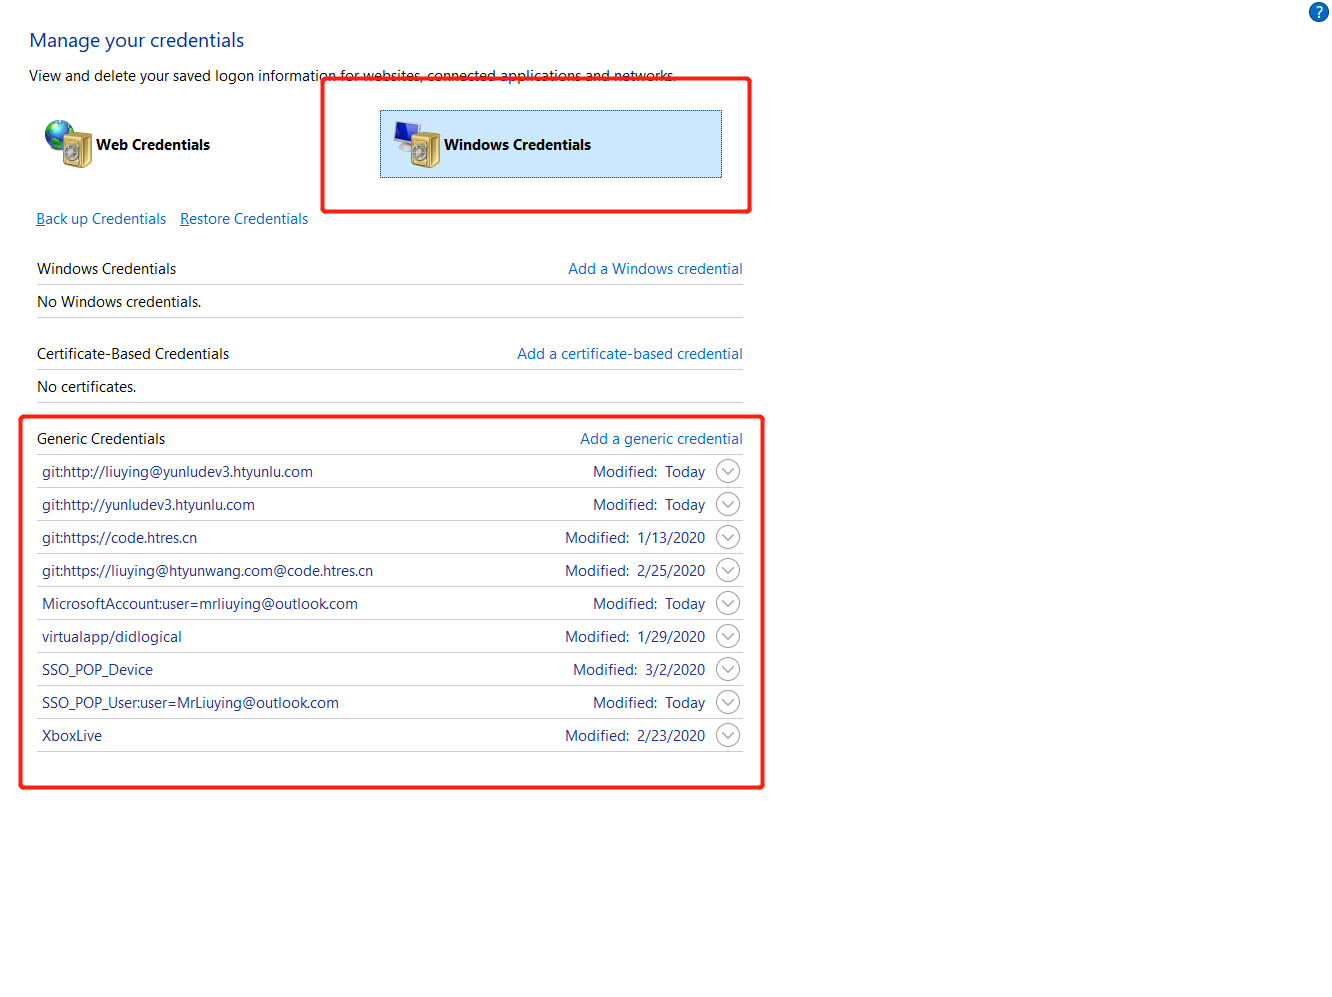 ?
Manage your credentials
View and delete your saved logon information for websites, connected applications and networks.
Web Credentials
Windows Credentials
Back up Credentials Restore Credentials
Windows Credentials Add a Windows credential
No Windows credentials.
Certificate-Based Credentials Add a certificate-based credential
No certificates.
Generic Credentials Add a generic credential
git:http://liuying@yunludev3.htyunlu.com Modified: Today
git:http://yunludev3.htyunlu.com Modified: Today
git:https://code.htres.cn Modified: 1/13/2020
git:https://liuying@htyunwang.com@code.htres.cn Modified: 2/25/2020
MicrosoftAccount:user=mrliuying@outlook.com Modified: Today
virtualapp/didlogical Modified: 1/29/2020
SSO_POP_Device Modified: 3/2/2020
SSO_POP_User:user=MrLiuying@outlook.com Modified: Today
XboxLive Modified: 2/23/2020